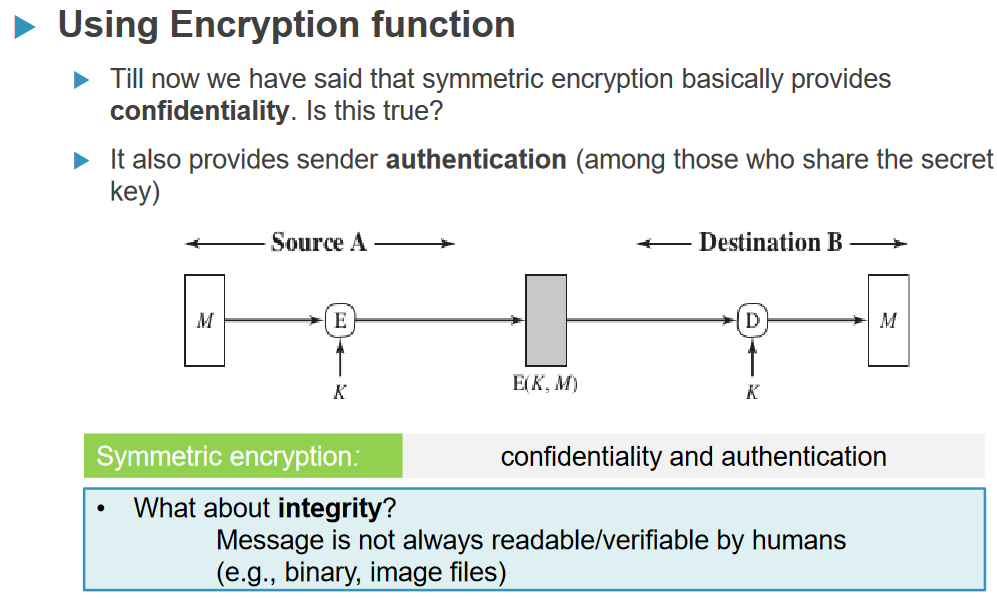 Using Encryption function
Till now we have said that symmetric encryption basically provides
confidentiality. Is this true?
It also provides sender authentication (among those who share the secret
key)
Source A
Destination B
M
E
D
M
K
E(K, M)
K
Symmetric encryption:
confidentiality and authentication
• What about integrity?
Message is not always readable/verifiable by humans
(e.g., binary, image files)